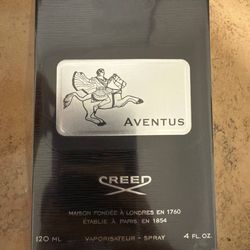 AVENTUS
CREED
MAISON FONDÉE À LONDRES EN 1760
ÉTABLIE À PARIS, EN 1854
120 ML VAPORISATEUR - SPRAY 4 FL. OZ.